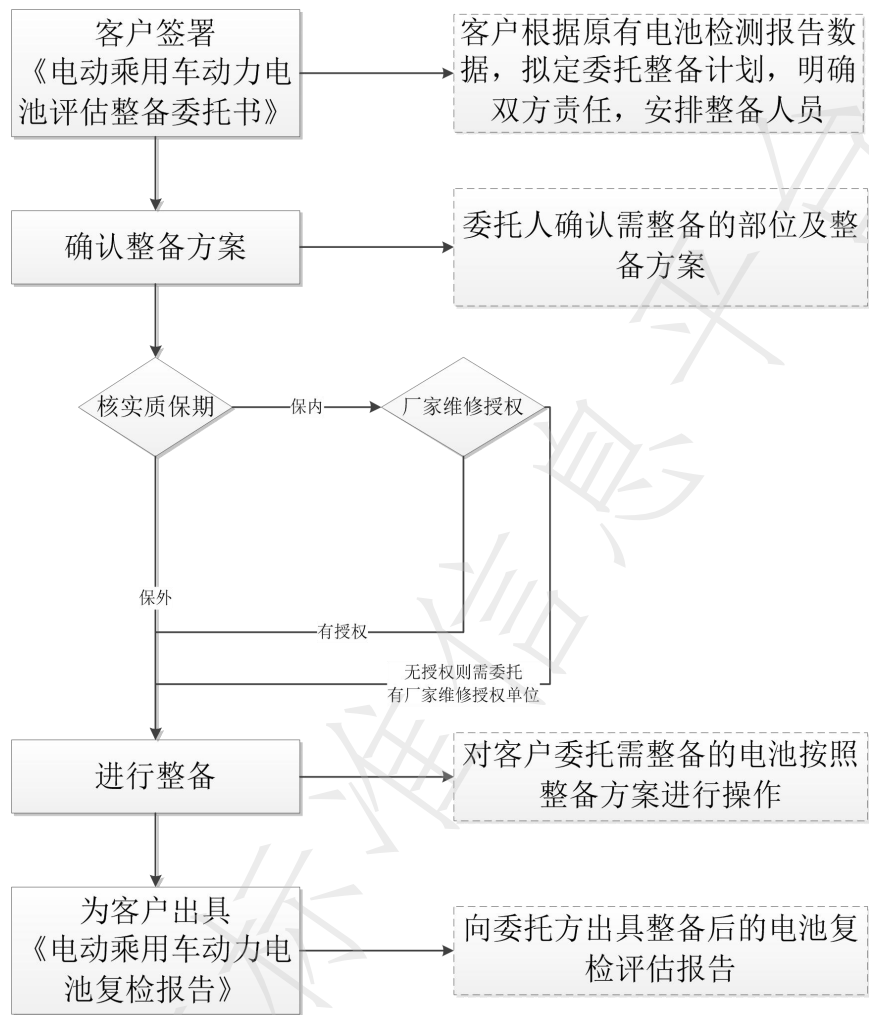 客户签署
《电动乘用车动力电
池评估整备委托书》
客户根据原有电池检测报告数
据，拟定委托整备计划，明确
双方责任，安排整备人员
确认整备方案
委托人确认需整备的部位及整
备方案
核实质保期
保内
厂家维修授权
保外
有授权
无授权则需委托
有厂家维修授权单位
进行整备
对客户委托需整备的电池按照
整备方案进行操作
为客户出具
《电动乘用车动力电
池复检报告》
向委托方出具整备后的电池复
检评估报告
标准信息平台